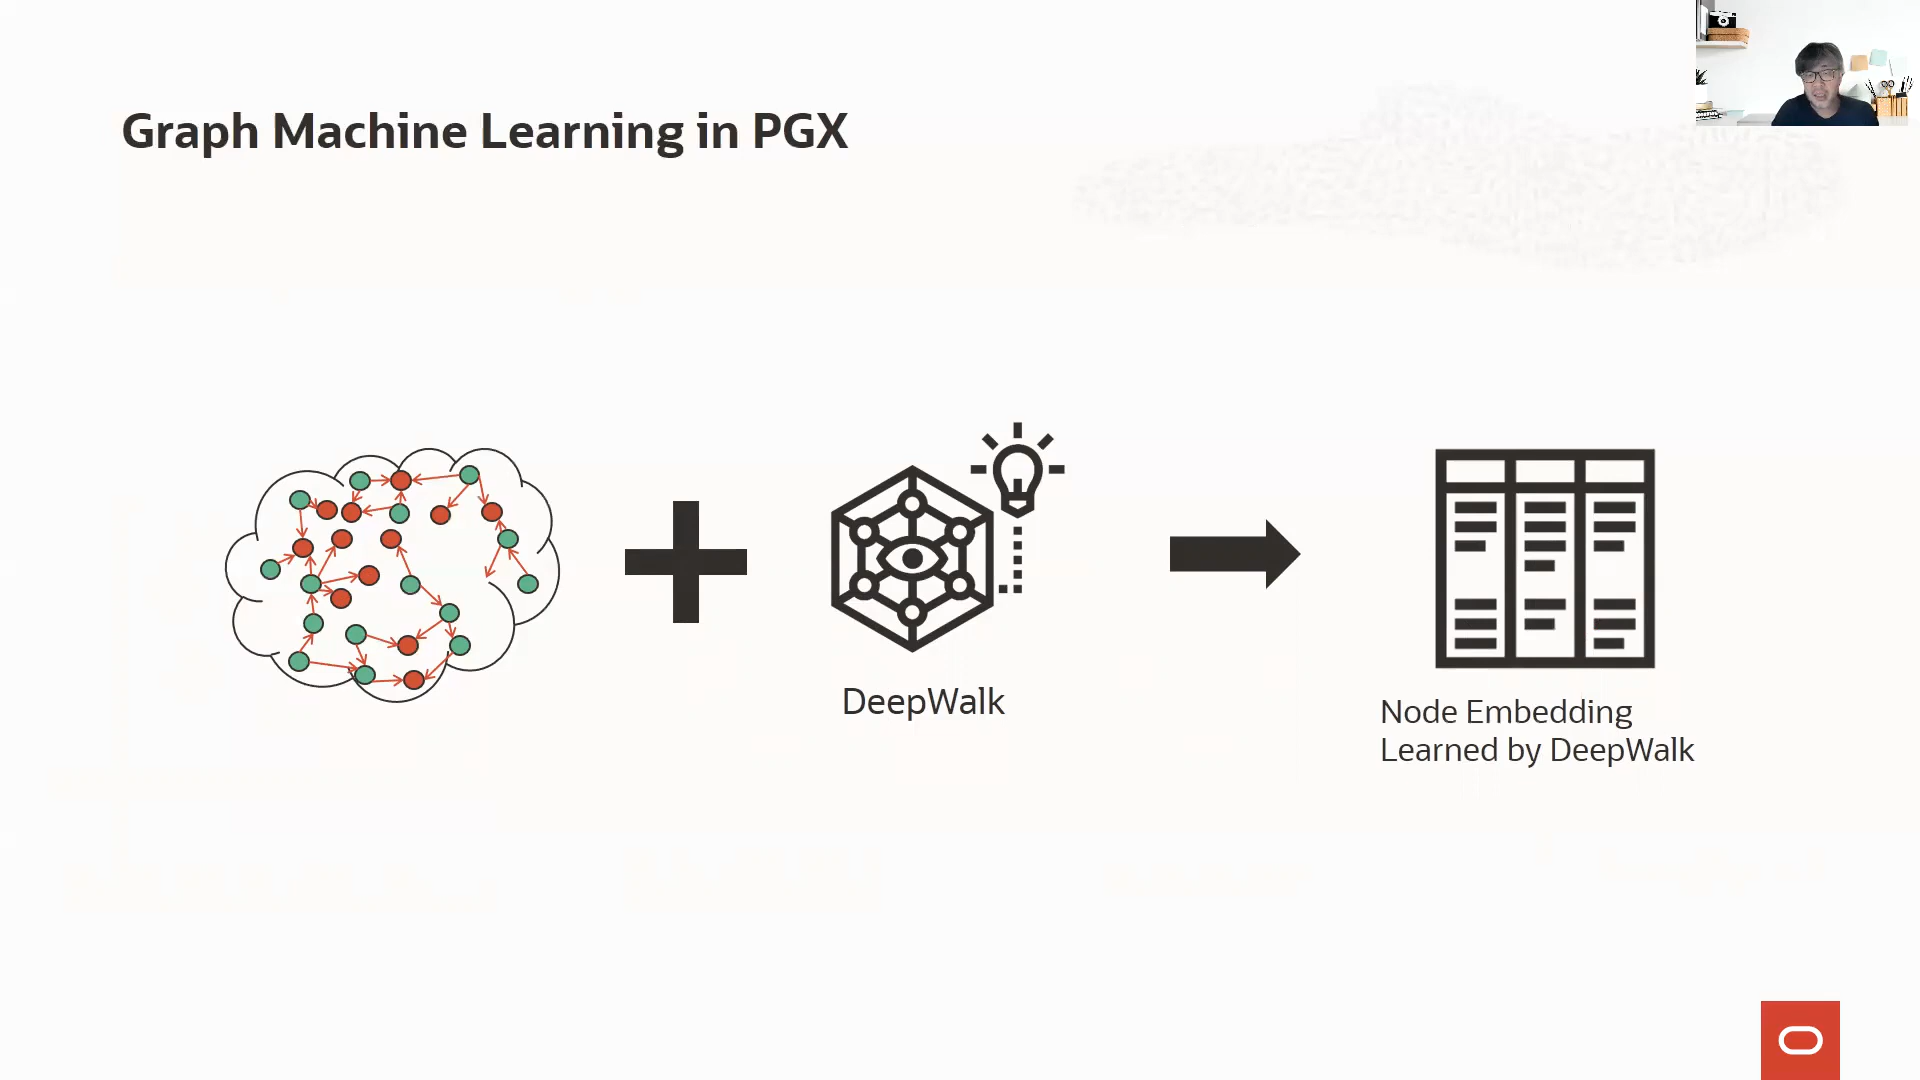 Graph Machine Learning in PGX
DeepWalk
Node Embedding
Learned by DeepWalk